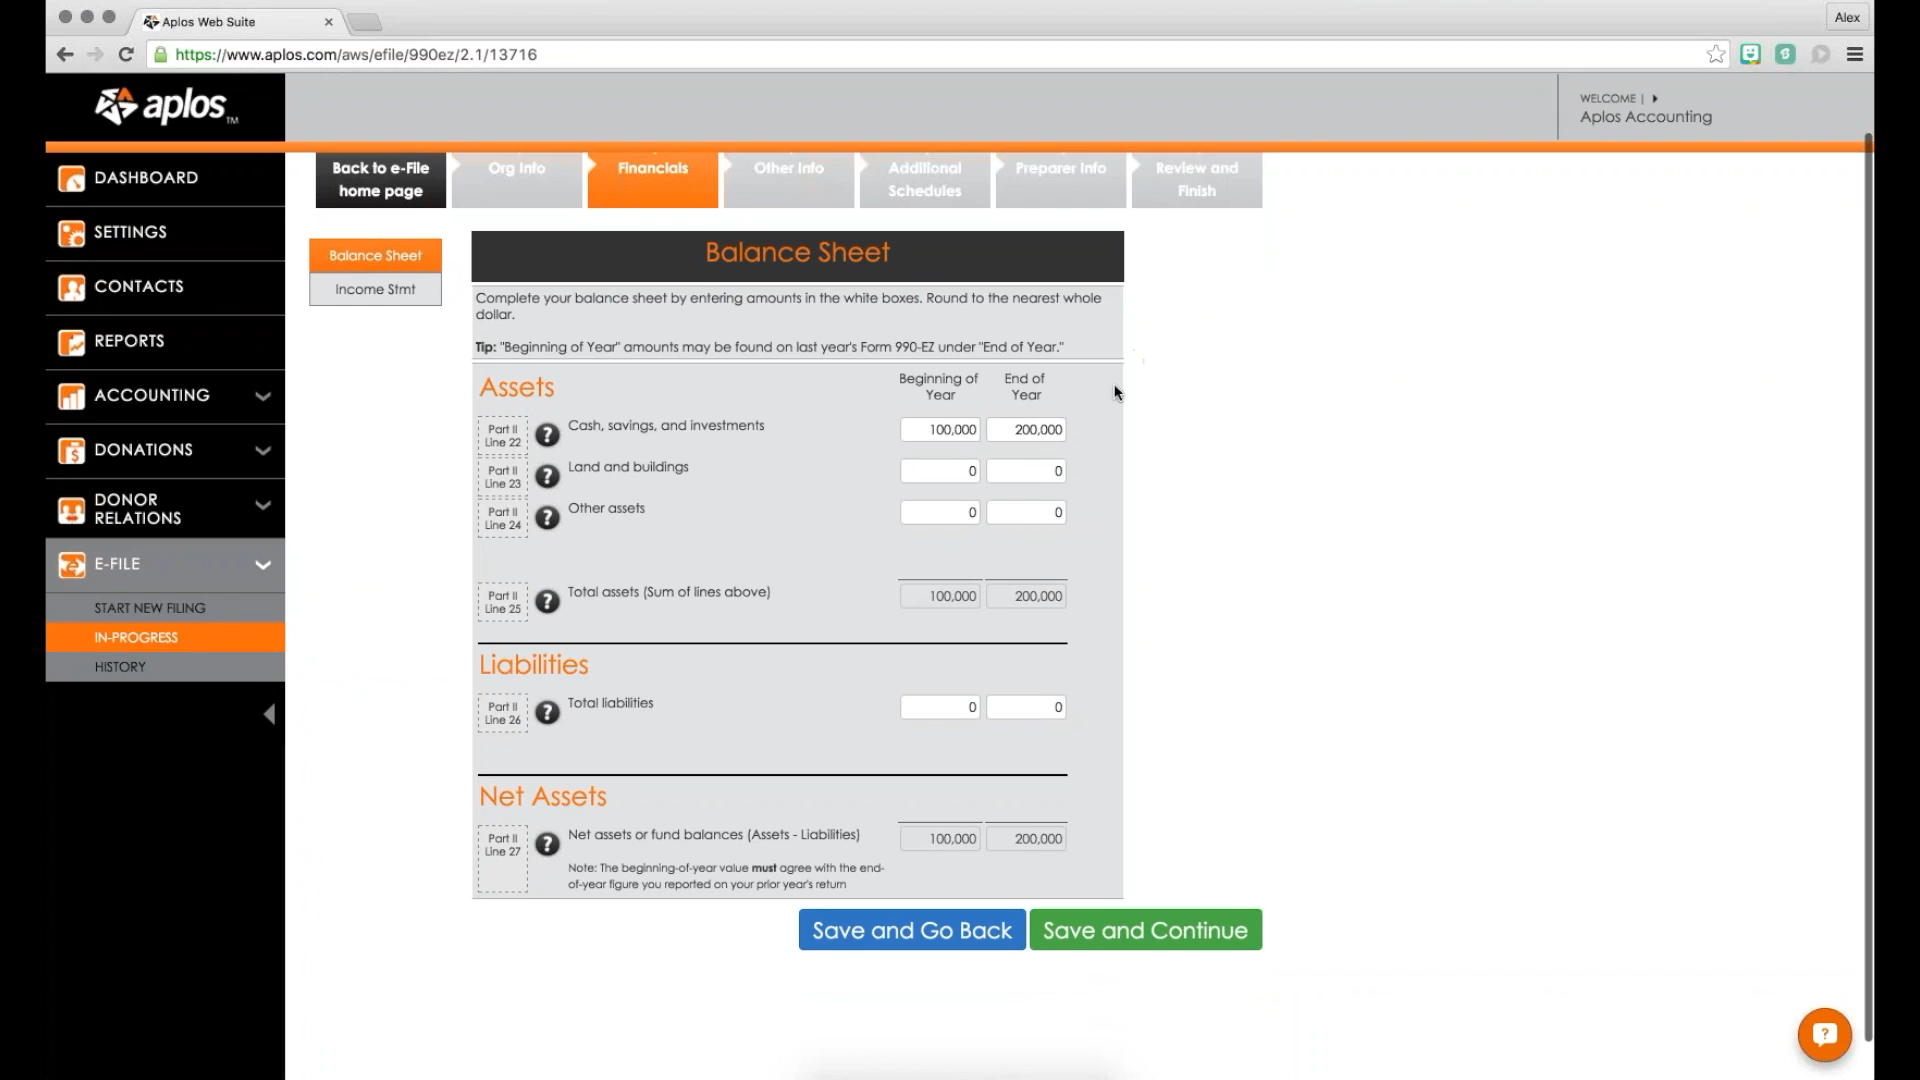 Aplos Web Suite
Alex
https://www.aplos.com/aws/efile/990ez/2.1/13716
aplos™
WELCOME |
Aplos Accounting
DASHBOARD
SETTINGS
CONTACTS
REPORTS
ACCOUNTING
DONATIONS
DONOR
RELATIONS
E-FILE
START NEW FILING
IN-PROGRESS
HISTORY
Back to e-File
home page
Org Info
Financials
Other Info
Additional
Schedules
Preparer Info
Review and
Finish
Balance Sheet
Income Stmt
Balance Sheet
Complete your balance sheet by entering amounts in the white boxes. Round to the nearest whole
dollar.
Tip: "Beginning of Year" amounts may be found on last year's Form 990-EZ under "End of Year."
Assets
Beginning of
Year
End of
Year
Part II
Line 22
? Cash, savings, and investments 100,000 200,000
Part II
Line 23
? Land and buildings 0 0
Part II
Line 24
? Other assets 0 0
Part II
Line 25
? Total assets (Sum of lines above) 100,000 200,000
Liabilities
Part II
Line 26
? Total liabilities 0 0
Net Assets
Part II
Line 27
? Net assets or fund balances (Assets - Liabilities) 100,000 200,000
Note: The beginning-of-year value must agree with the end-
of-year figure you reported on your prior year's return
Save and Go Back
Save and Continue
?